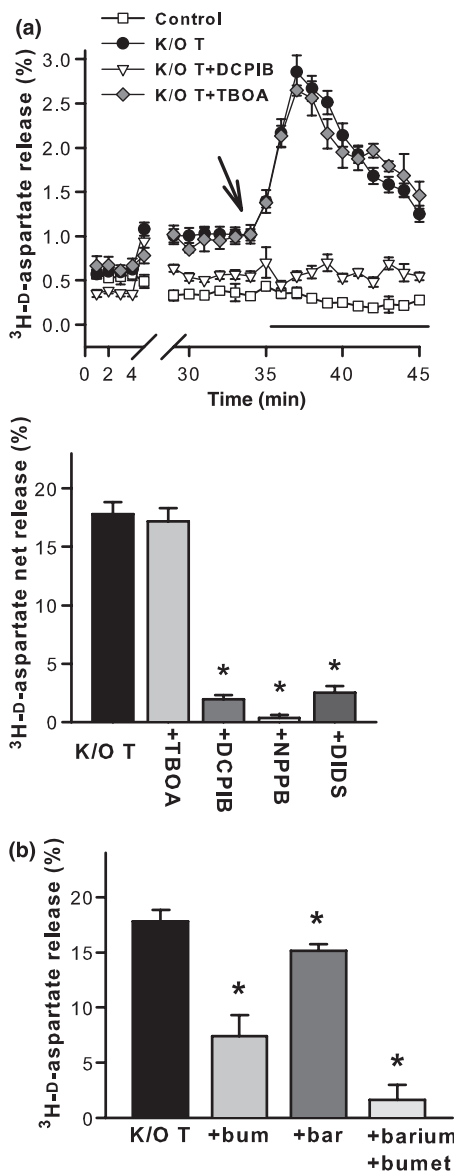 (a)
Control
K/O T
K/O T+DCPIB
K/O T+TBOA
³H-D-aspartate release (%)
3.0
2.5
2.0
1.5
1.0
0.5
0.0
0 2 4 30 35 40 45
Time (min)
³H-D-aspartate net release (%)
20
15
10
5
0
* * *
K/O T +TBOA +DCPIB +NPPB +DIDS
(b)
³H-D-aspartate release (%)
20
15
10
5
0
* * *
K/O T +bum +bar +barium
+bumet